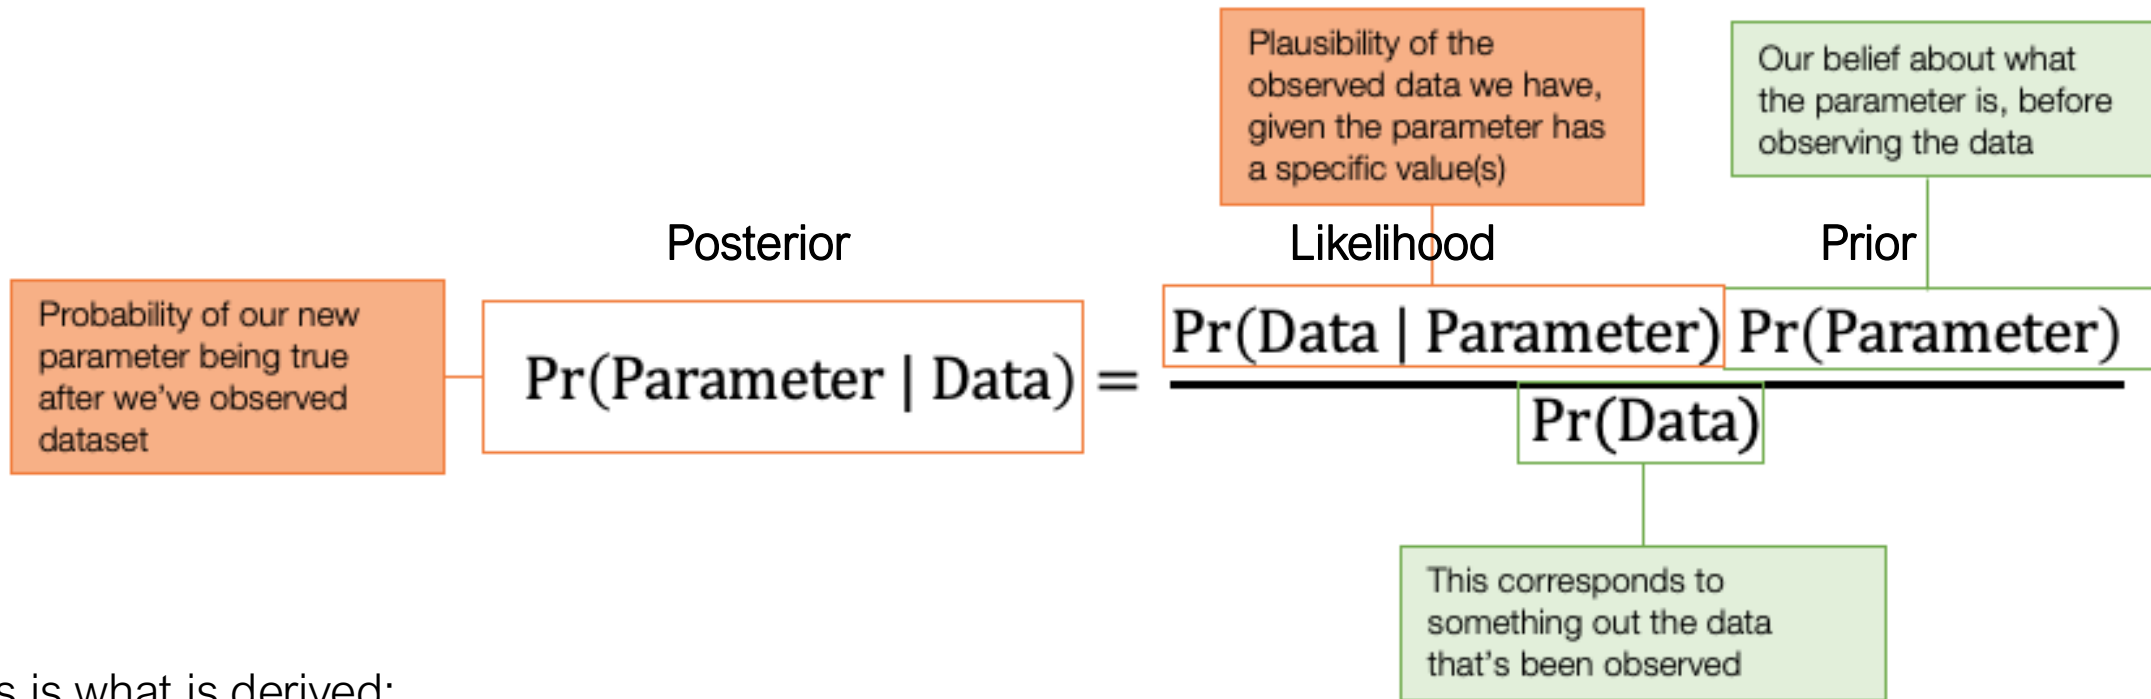 Plausibility of the
observed data we have,
given the parameter has
a specific value(s)
Our belief about what
the parameter is, before
observing the data
Posterior
Likelihood
Prior
Probability of our new
parameter being true
after we've observed
dataset
Pr(Parameter | Data) =
Pr(Data | Parameter) Pr(Parameter)
Pr(Data)
This corresponds to
something out the data
that's been observed
s is what is derived: